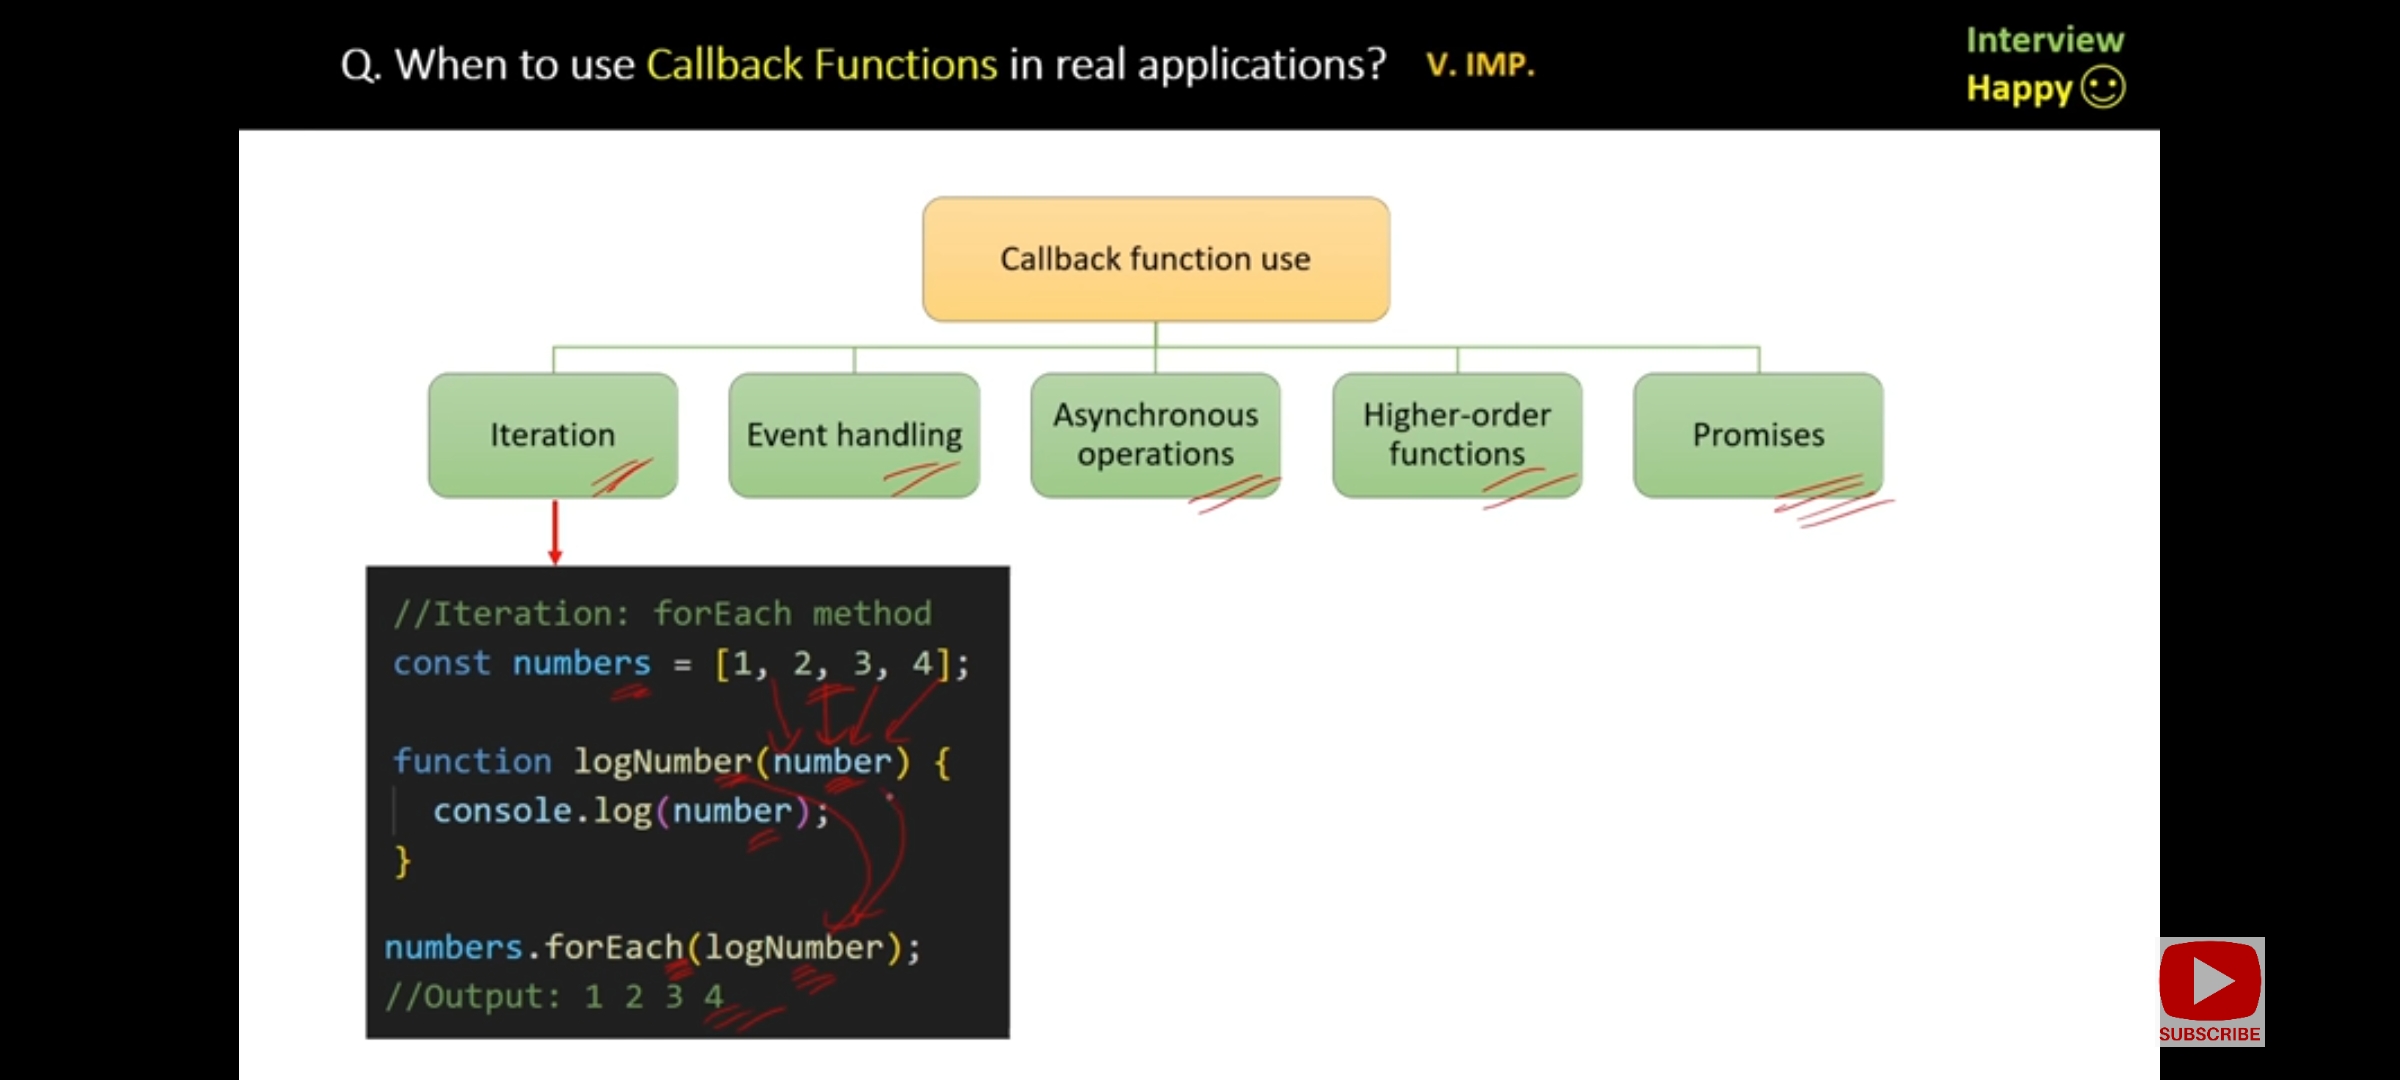 Q. When to use Callback Functions in real applications? V. IMP.
Interview
Happy
Callback function use
Iteration
Event handling
Asynchronous
operations
Higher-order
functions
Promises
//Iteration: forEach method
const numbers = [1, 2, 3, 4];
function logNumber(number) {
console.log(number);
}
numbers.forEach(logNumber);
//Output: 1 2 3 4
SUBSCRIBE